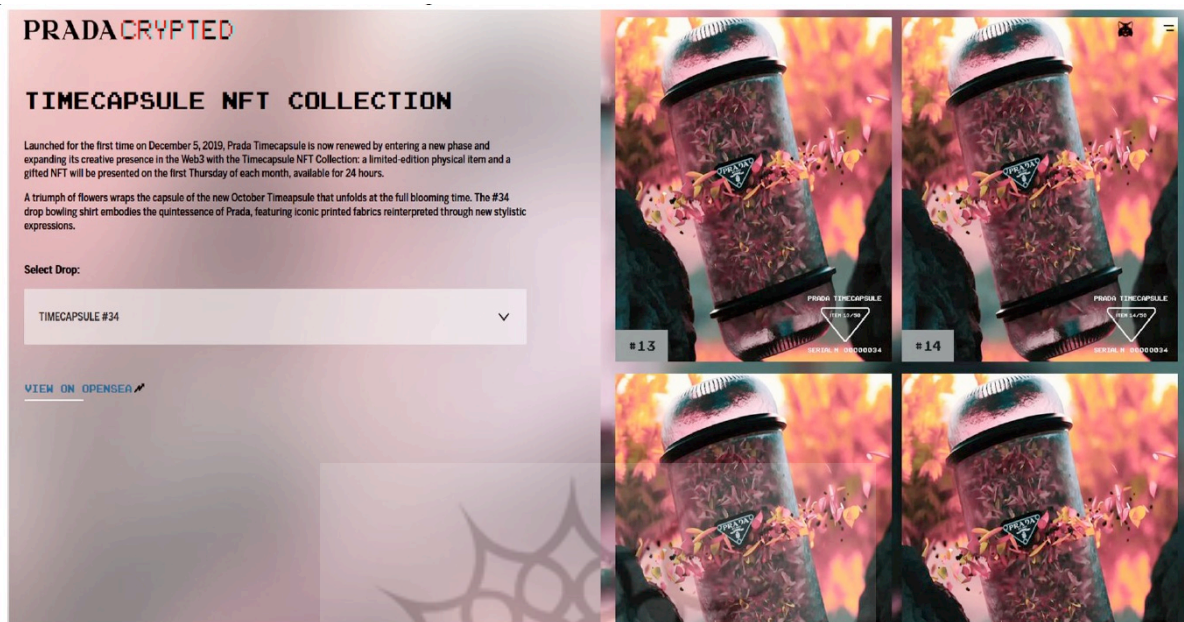 PRADA CRYPTED
TIMECAPSULE NFT COLLECTION
Launched for the first time on December 5, 2019, Prada Timecapsule is now renewed by entering a new phase and
expanding its creative presence in the Web3 with the Timecapsule NFT Collection: a limited-edition physical item and a
gifted NFT will be presented on the first Thursday of each month, available for 24 hours.
A triumph of flowers wraps the capsule of the new October Timeapsule that unfolds at the full blooming time. The #34
drop bowling shirt embodies the quintessence of Prada, featuring iconic printed fabrics reinterpreted through new stylistic
expressions.
Select Drop:
TIMECAPSULE #34
VIEW ON OPENSEA
PRADA
PRADA TIMECAPSULE
ITEM 13/50
SERIAL N. 00000034
#13
PRADA
PRADA TIMECAPSULE
ITEM 14/50
SERIAL N. 00000034
#14
PRADA
PRADA